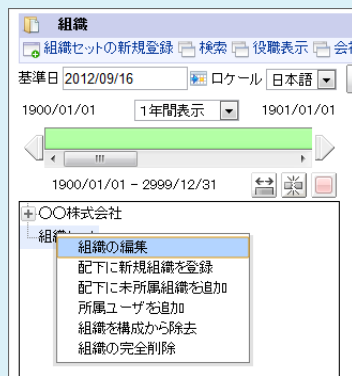 組織
組織セットの新規登録 検索 役職表示
基準日 2012/09/16 ロケール 日本語
1900/01/01 1年間表示 1901/01/01
1900/01/01 - 2999/12/31
〇〇株式会社
組織
組織の編集
配下に新規組織を登録
配下に未所属組織を追加
所属ユーザを追加
組織を構成から除去
組織の完全削除